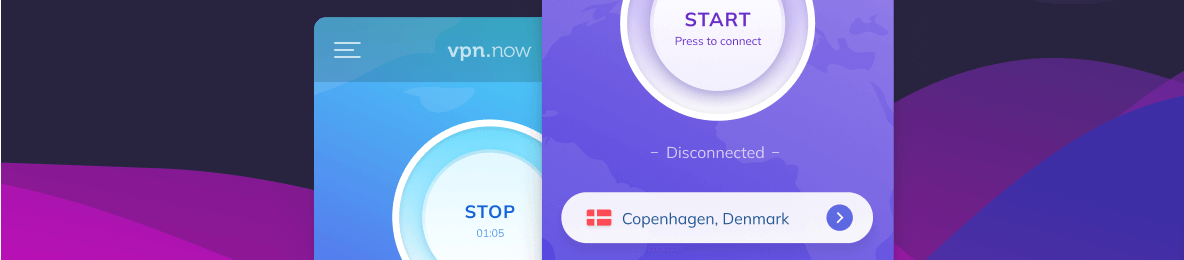 vpn.now
STOP
01:05
START
Press to connect
– Disconnected –
Copenhagen, Denmark